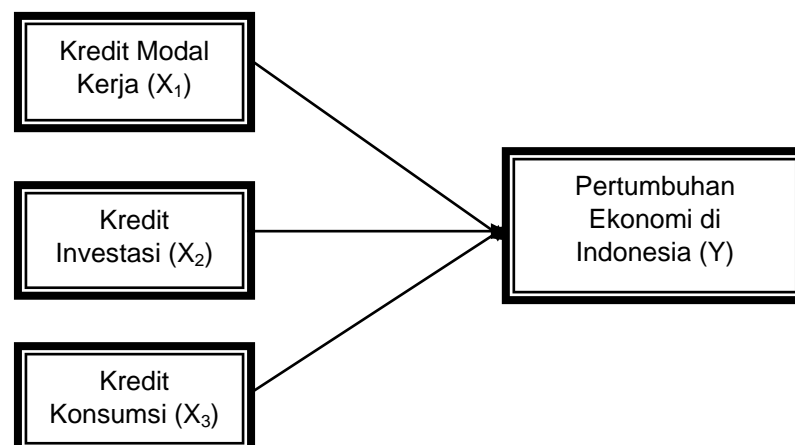 Kredit Modal
Kerja (X₁)
Kredit
Investasi (X₂)
Kredit
Konsumsi (X₃)
Pertumbuhan
Ekonomi di
Indonesia (Y)